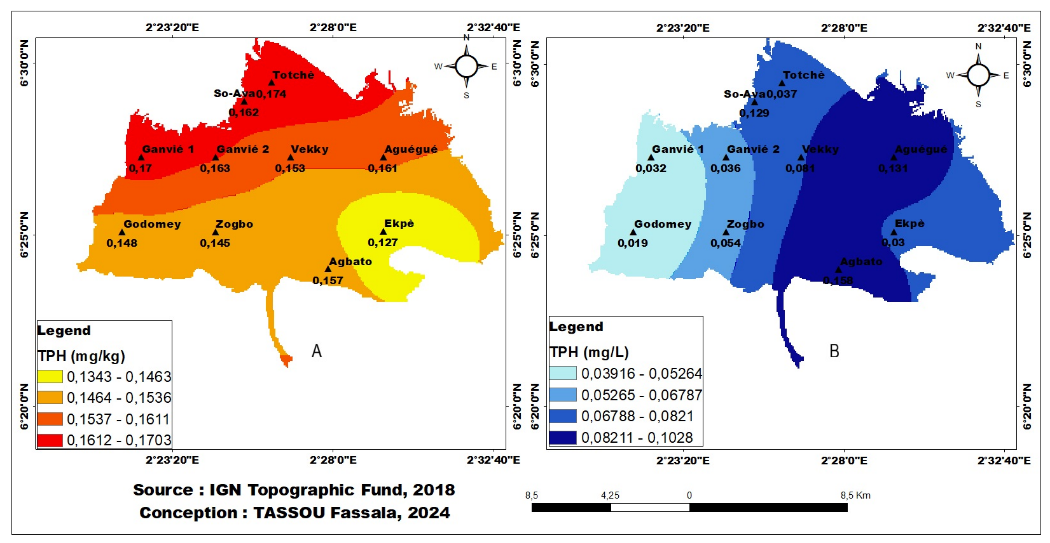 2°23'20"E 2°28'0"E 2°32'40"E
2°23'20"E 2°28'0"E 2°32'40"E
6°30'0"N
6°25'0"N
6°20'0"N
N
W E
S
Totchè
0,174
So-Ava
0,162
Ganvié 1
0,17
Ganvié 2
0,163
Vekky
0,153
Aguégué
0,161
Godomey
0,148
Zogbo
0,145
Ekpè
0,127
Agbato
0,157
A
Legend
TPH (mg/kg)
0,1343 - 0,1463
0,1464 - 0,1536
0,1537 - 0,1611
0,1612 - 0,1703
2°23'20"E 2°28'0"E 2°32'40"E
6°30'0"N
6°25'0"N
6°20'0"N
N
W E
S
Totchè
0,037
So-Ava
0,129
Ganvié 1
0,032
Ganvié 2
0,036
Vekky
0,081
Aguégué
0,131
Godomey
0,019
Zogbo
0,054
Ekpè
0,03
Agbato
0,158
B
Legend
TPH (mg/L)
0,03916 - 0,05264
0,05265 - 0,06787
0,06788 - 0,0821
0,08211 - 0,1028
6°30'0"N
6°25'0"N
6°20'0"N
2°23'20"E 2°28'0"E 2°32'40"E
Source : IGN Topographic Fund, 2018
Conception : TASSOU Fassala, 2024
8,5 4,25 0 8,5 Km